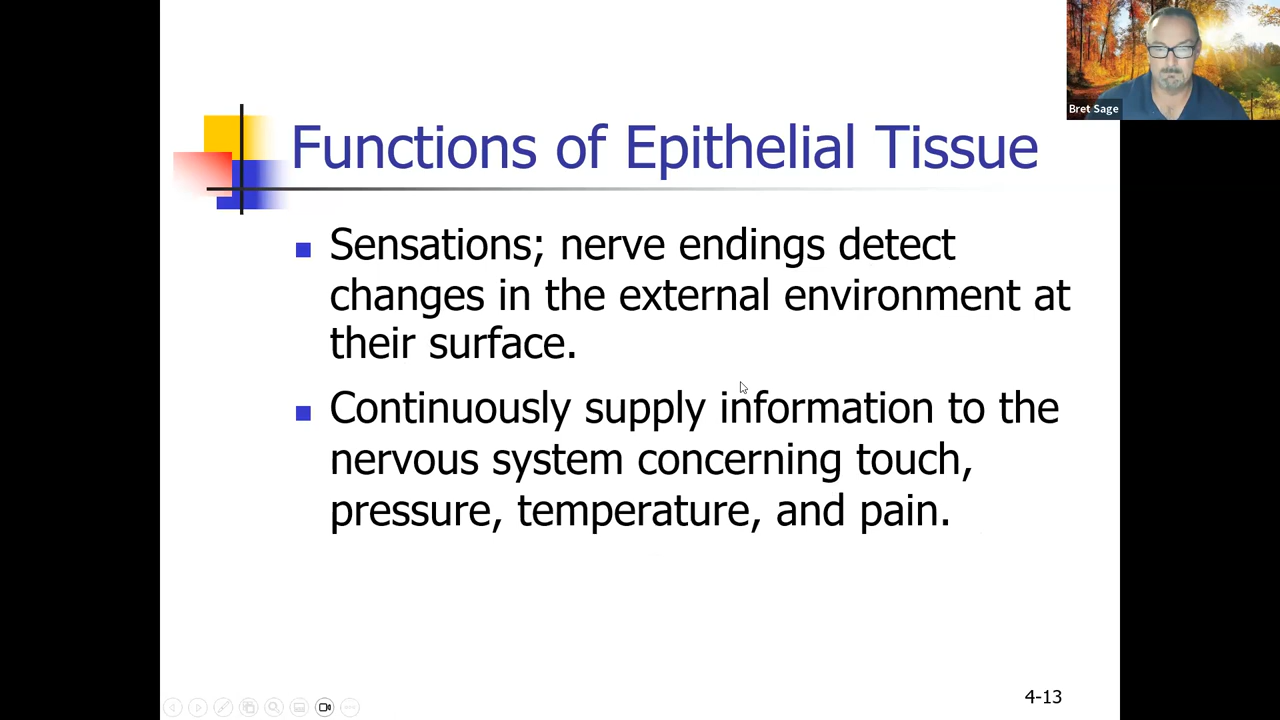 Bret Sage
Functions of Epithelial Tissue
Sensations; nerve endings detect
changes in the external environment at
their surface.
Continuously supply information to the
nervous system concerning touch,
pressure, temperature, and pain.
4-13